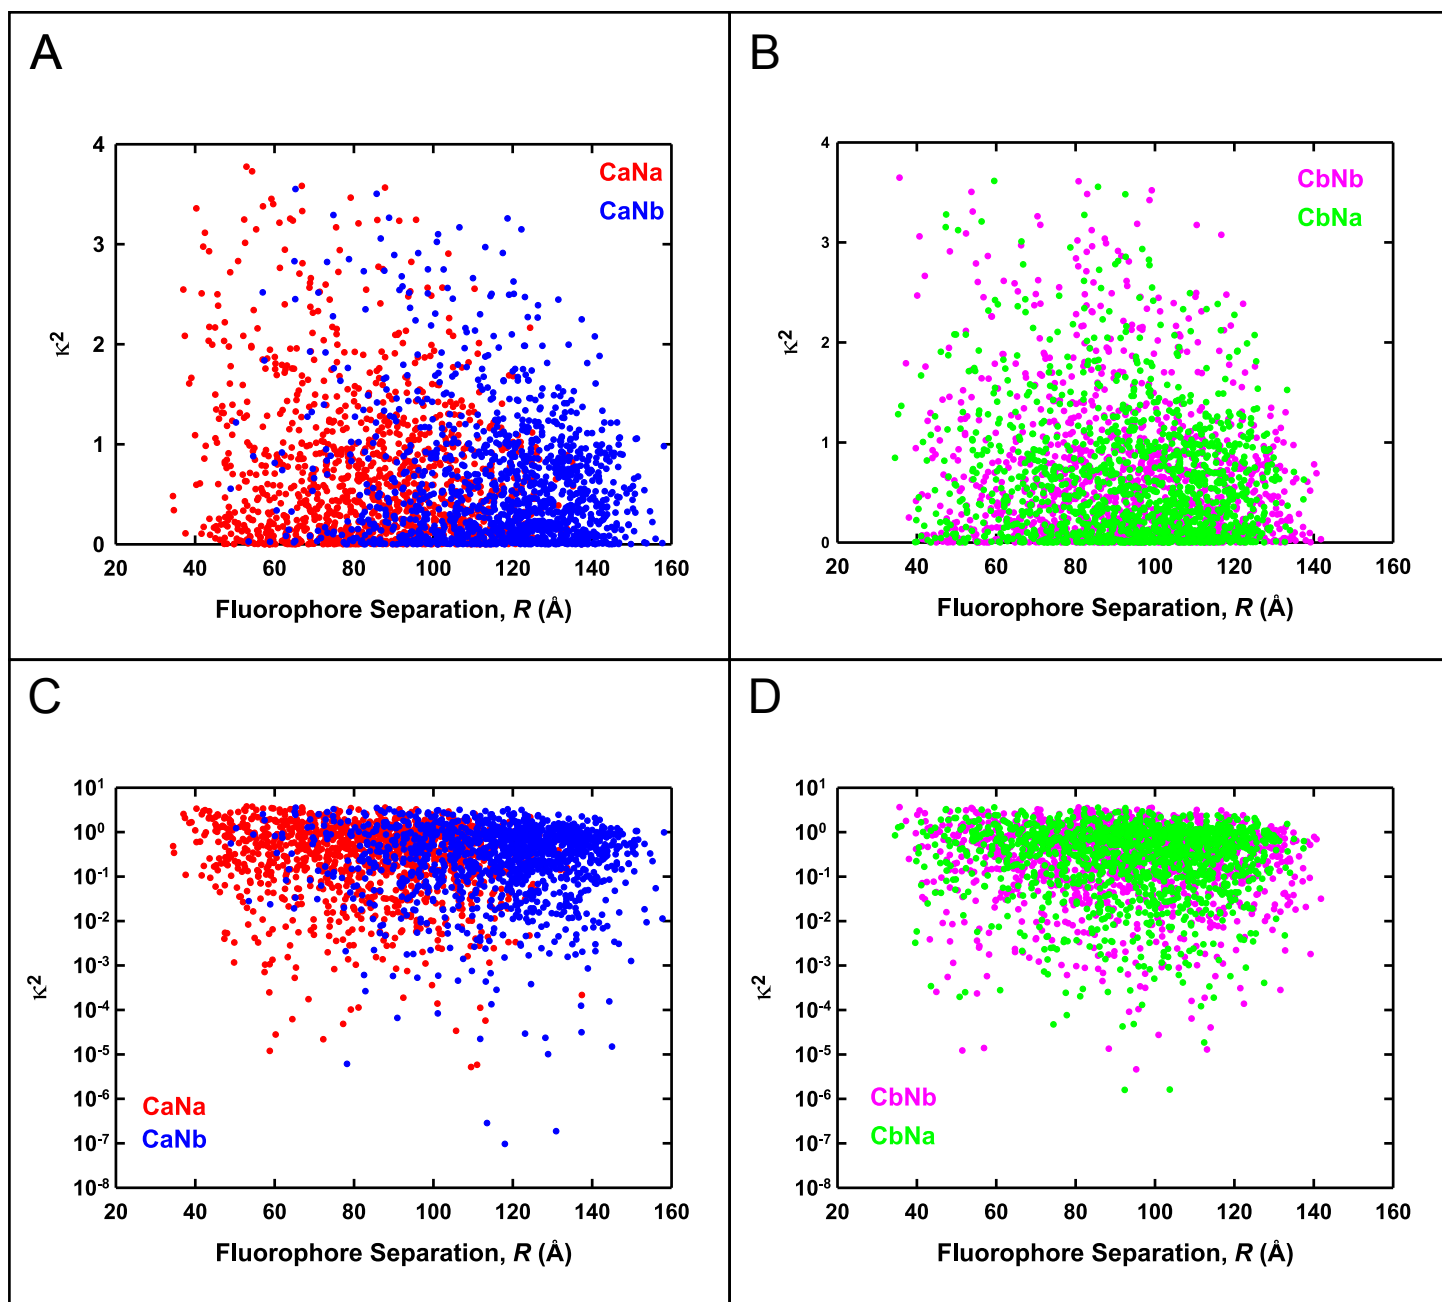 A
4
3
2
1
0
κ²
CaNa
CaNb
20 40 60 80 100 120 140 160
Fluorophore Separation, R (Å)
B
4
3
2
1
0
κ²
CbNb
CbNa
20 40 60 80 100 120 140 160
Fluorophore Separation, R (Å)
C
10¹
10⁰
10⁻¹
10⁻²
10⁻³
10⁻⁴
10⁻⁵
10⁻⁶
10⁻⁷
10⁻⁸
κ²
CaNa
CaNb
20 40 60 80 100 120 140 160
Fluorophore Separation, R (Å)
D
10¹
10⁰
10⁻¹
10⁻²
10⁻³
10⁻⁴
10⁻⁵
10⁻⁶
10⁻⁷
10⁻⁸
κ²
CbNb
CbNa
20 40 60 80 100 120 140 160
Fluorophore Separation, R (Å)